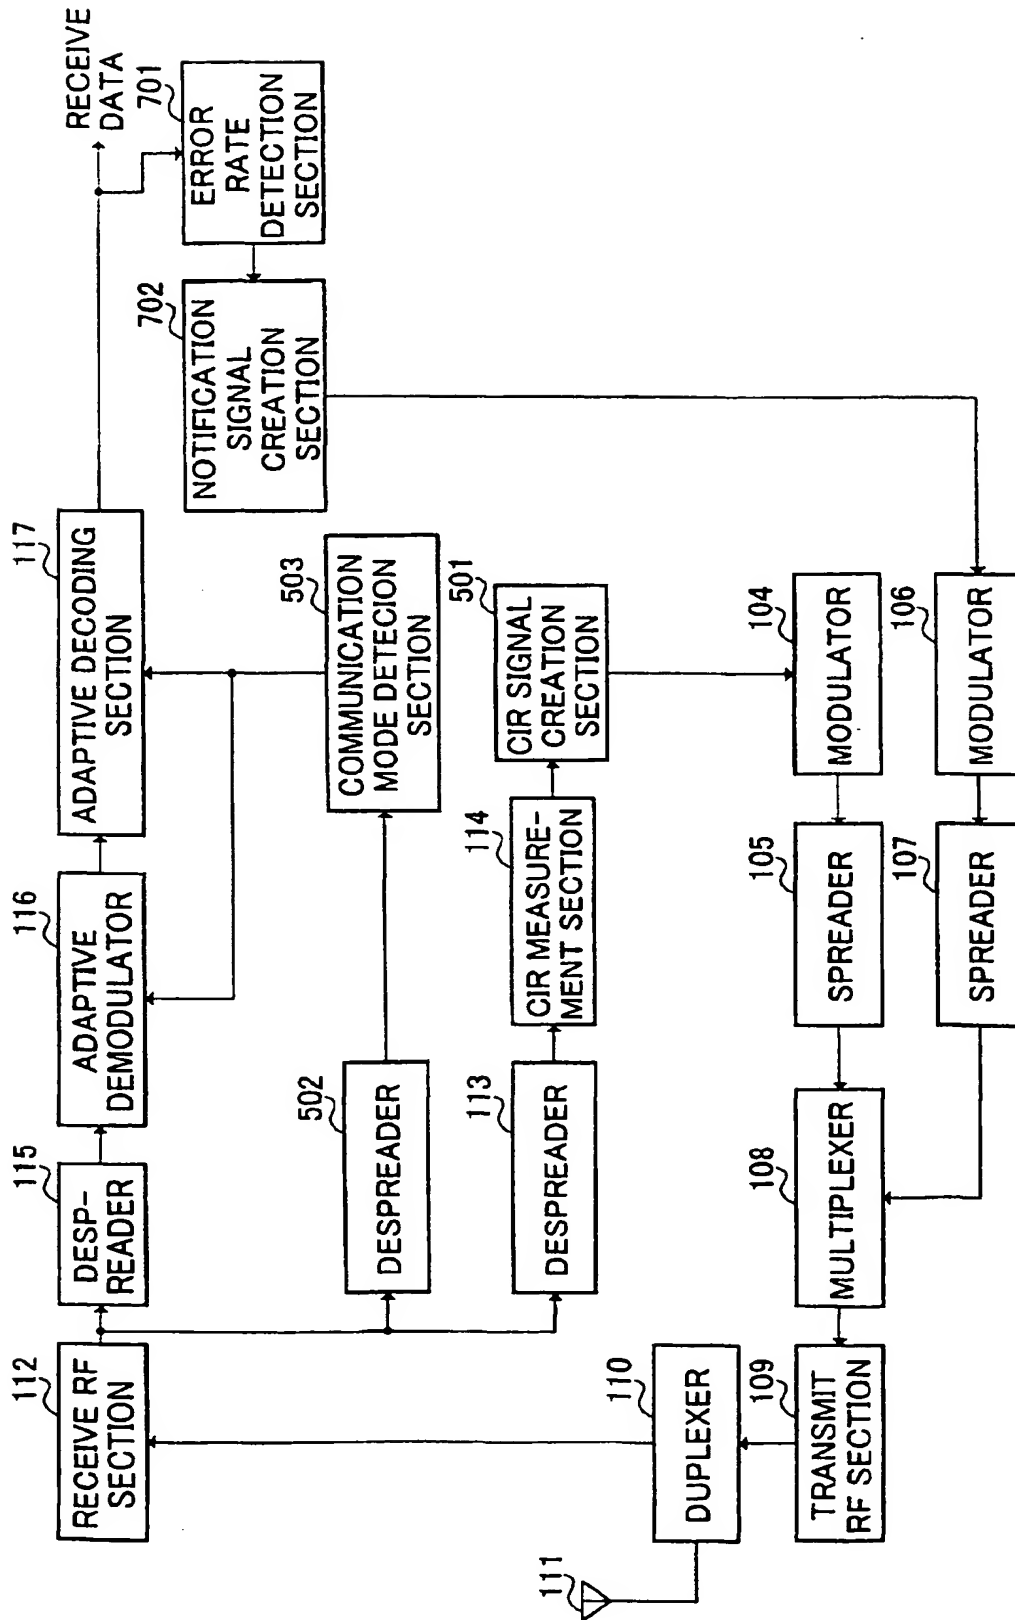 112
RECEIVE RF
SECTION
115
DESP-
READER
116
ADAPTIVE
DEMODULATOR
117
ADAPTIVE DECODING
SECTION
RECEIVE
DATA
701
ERROR
RATE
DETECTION
SECTION
702
NOTIFICATION
SIGNAL
CREATION
SECTION
502
DESPREADER
503
COMMUNICATION
MODE DETECION
SECTION
113
DESPREADER
114
CIR MEASURE-
MENT SECTION
501
CIR SIGNAL
CREATION
SECTION
111
110
DUPLEXER
109
TRANSMIT
RF SECTION
108
MULTIPLEXER
105
SPREADER
104
MODULATOR
107
SPREADER
106
MODULATOR